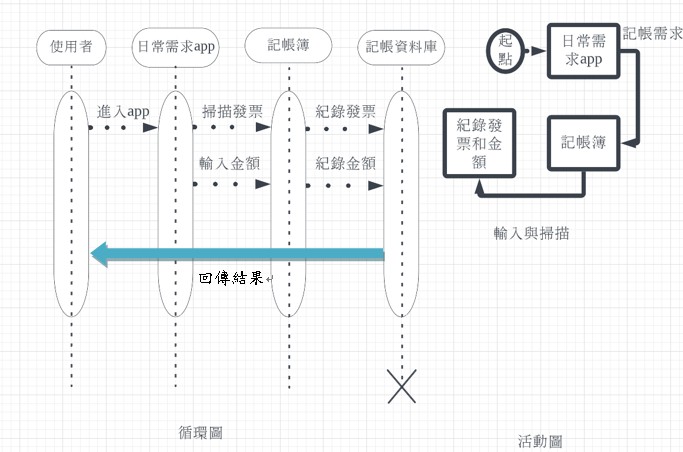 使用者
日常需求app
記帳簿
記帳資料庫
進入app
掃描發票
紀錄發票
輸入金額
紀錄金額
回傳結果
循環圖
起
點
日常需
求app
記帳需求
記帳簿
紀錄發
票和金
額
輸入與掃描
活動圖